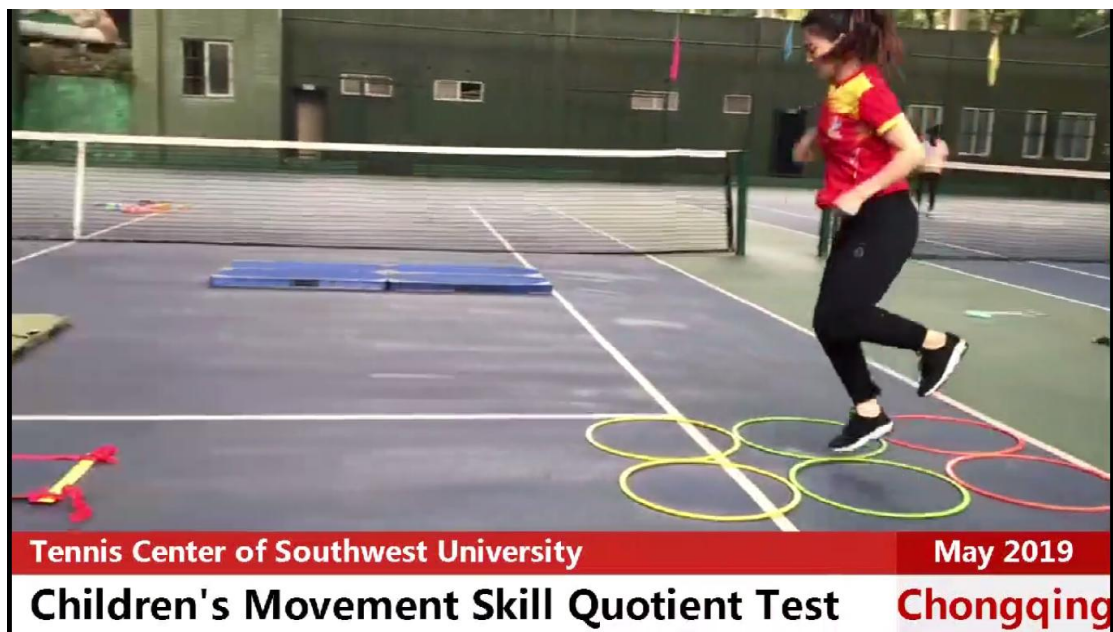 Tennis Center of Southwest University
May 2019
Children's Movement Skill Quotient Test
Chongqing